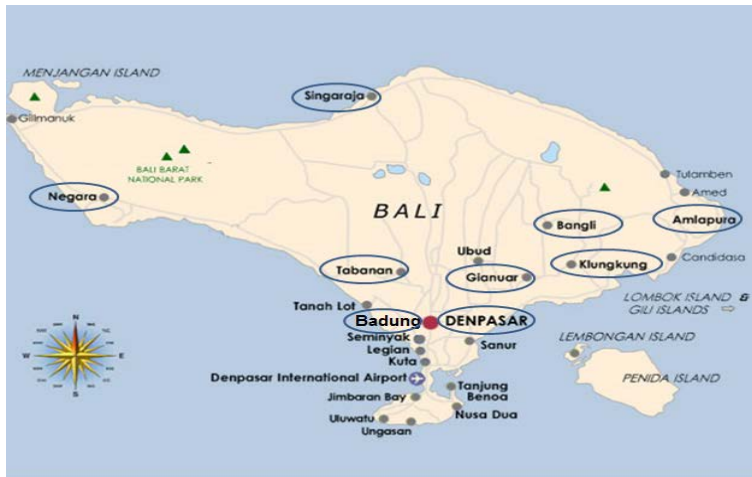 MENJANGAN ISLAND
Gilimanuk
Singaraja
BALI BARAT
NATIONAL PARK
Negara
BALI
Tulamben
Amed
Amlapura
Bangli
Ubud
Tabanan
Gianuar
Klungkung
Candidasa
Tanah Lot
LOMBOK ISLAND &
GILI ISLANDS
Badung
DENPASAR
Seminyak
Legian
Kuta
Sanur
LEMBONGAN ISLAND
PENIDA ISLAND
N
W
E
S
Denpasar International Airport
Tanjung
Benoa
Jimbaran Bay
Nusa Dua
Uluwatu
Ungasan